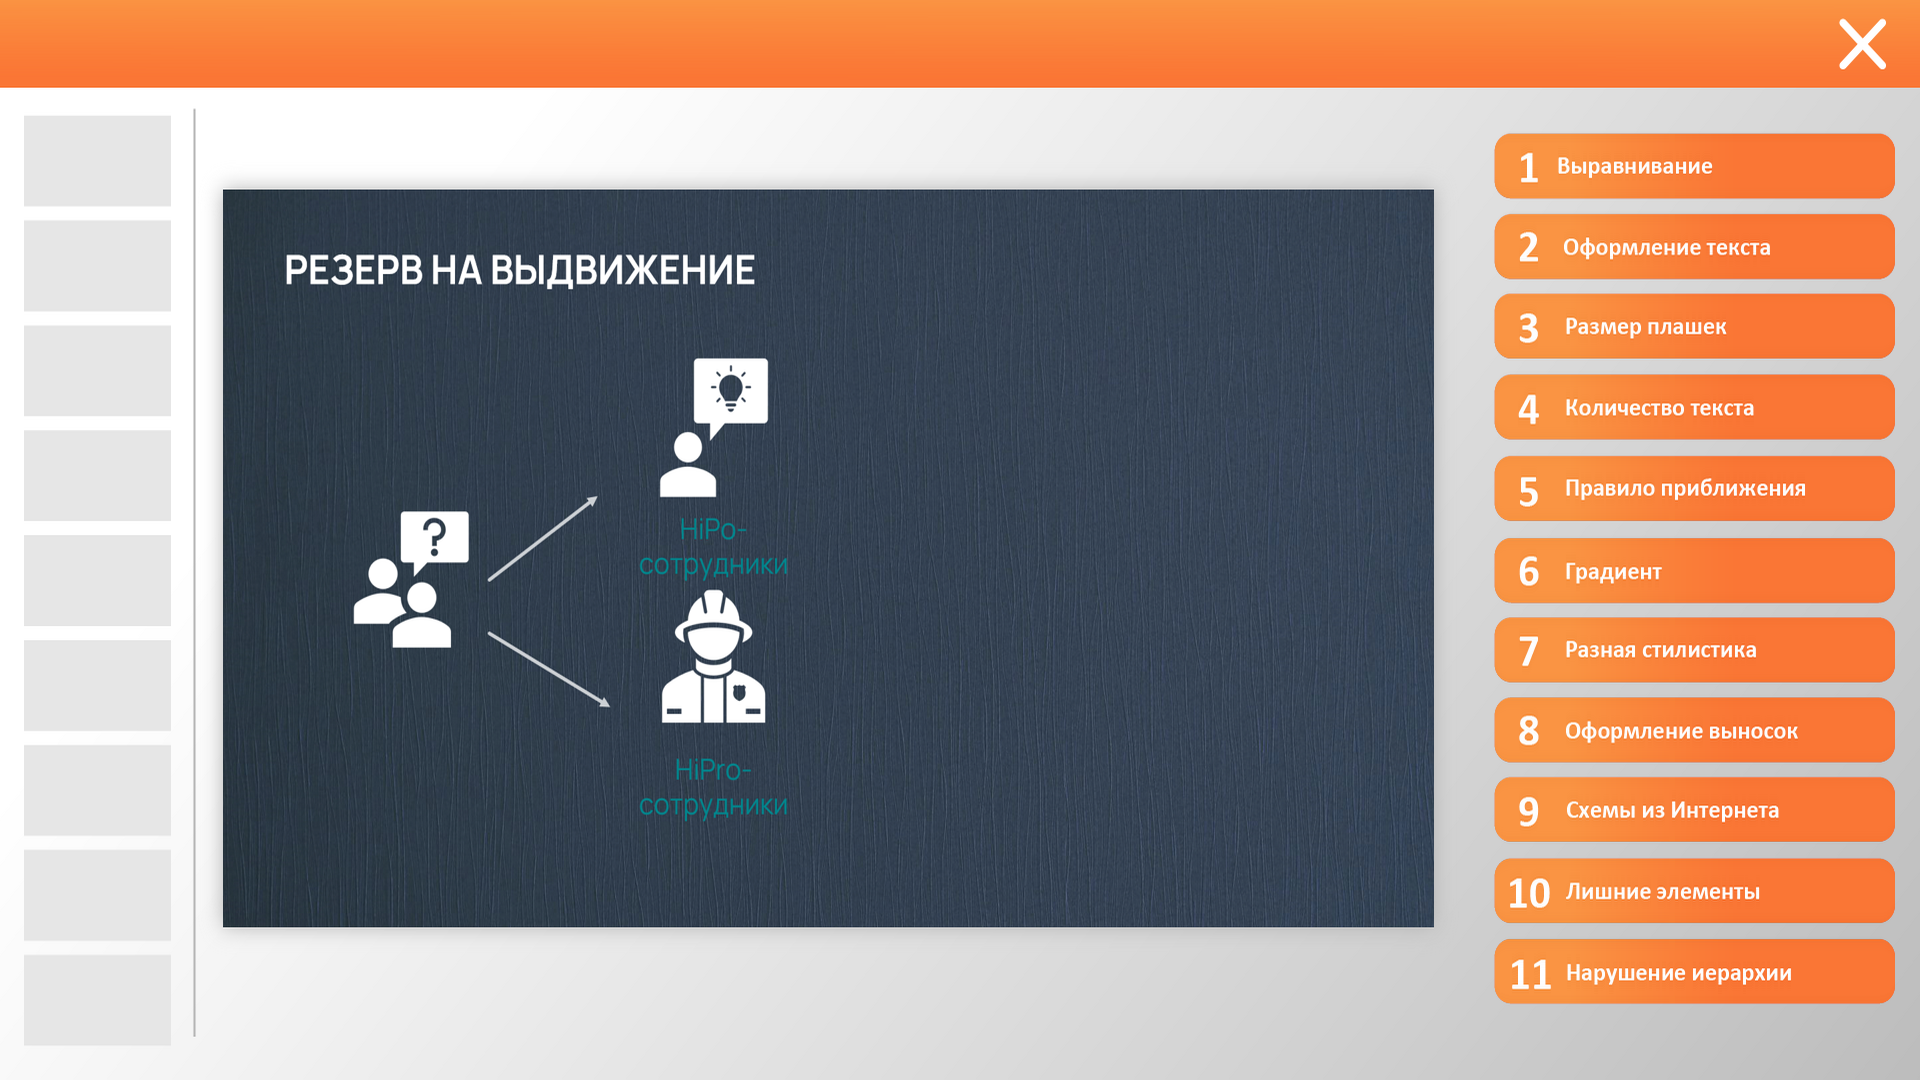 РЕЗЕРВ НА ВЫДВИЖЕНИЕ
?
HiPo-
сотрудники
HiPro-
сотрудники
1 Выравнивание
2 Оформление текста
3 Размер плашек
4 Количество текста
5 Правило приближения
6 Градиент
7 Разная стилистика
8 Оформление выносок
9 Схемы из Интернета
10 Лишние элементы
11 Нарушение иерархии